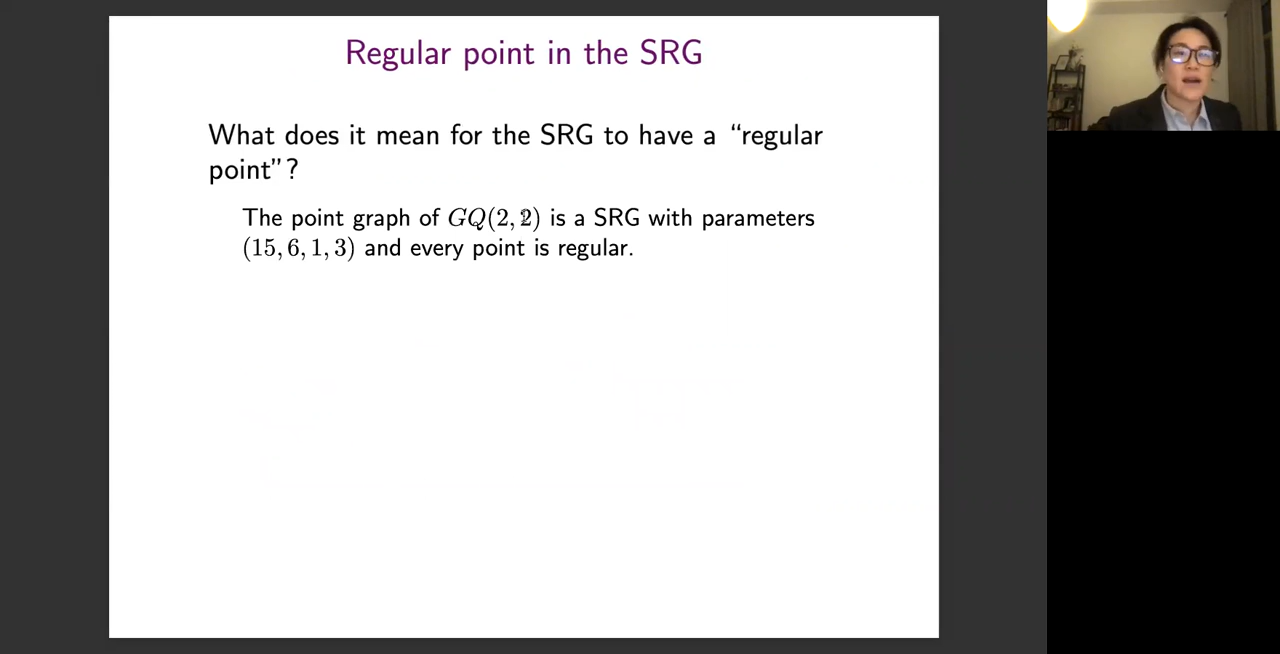 Regular point in the SRG
What does it mean for the SRG to have a “regular
point”?
The point graph of GQ(2, 2) is a SRG with parameters
(15, 6, 1, 3) and every point is regular.